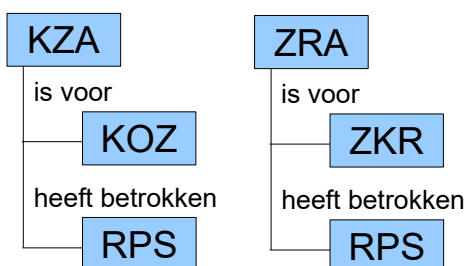 KZA
is voor
KOZ
heeft betrokken
RPS
ZRA
is voor
ZKR
heeft betrokken
RPS